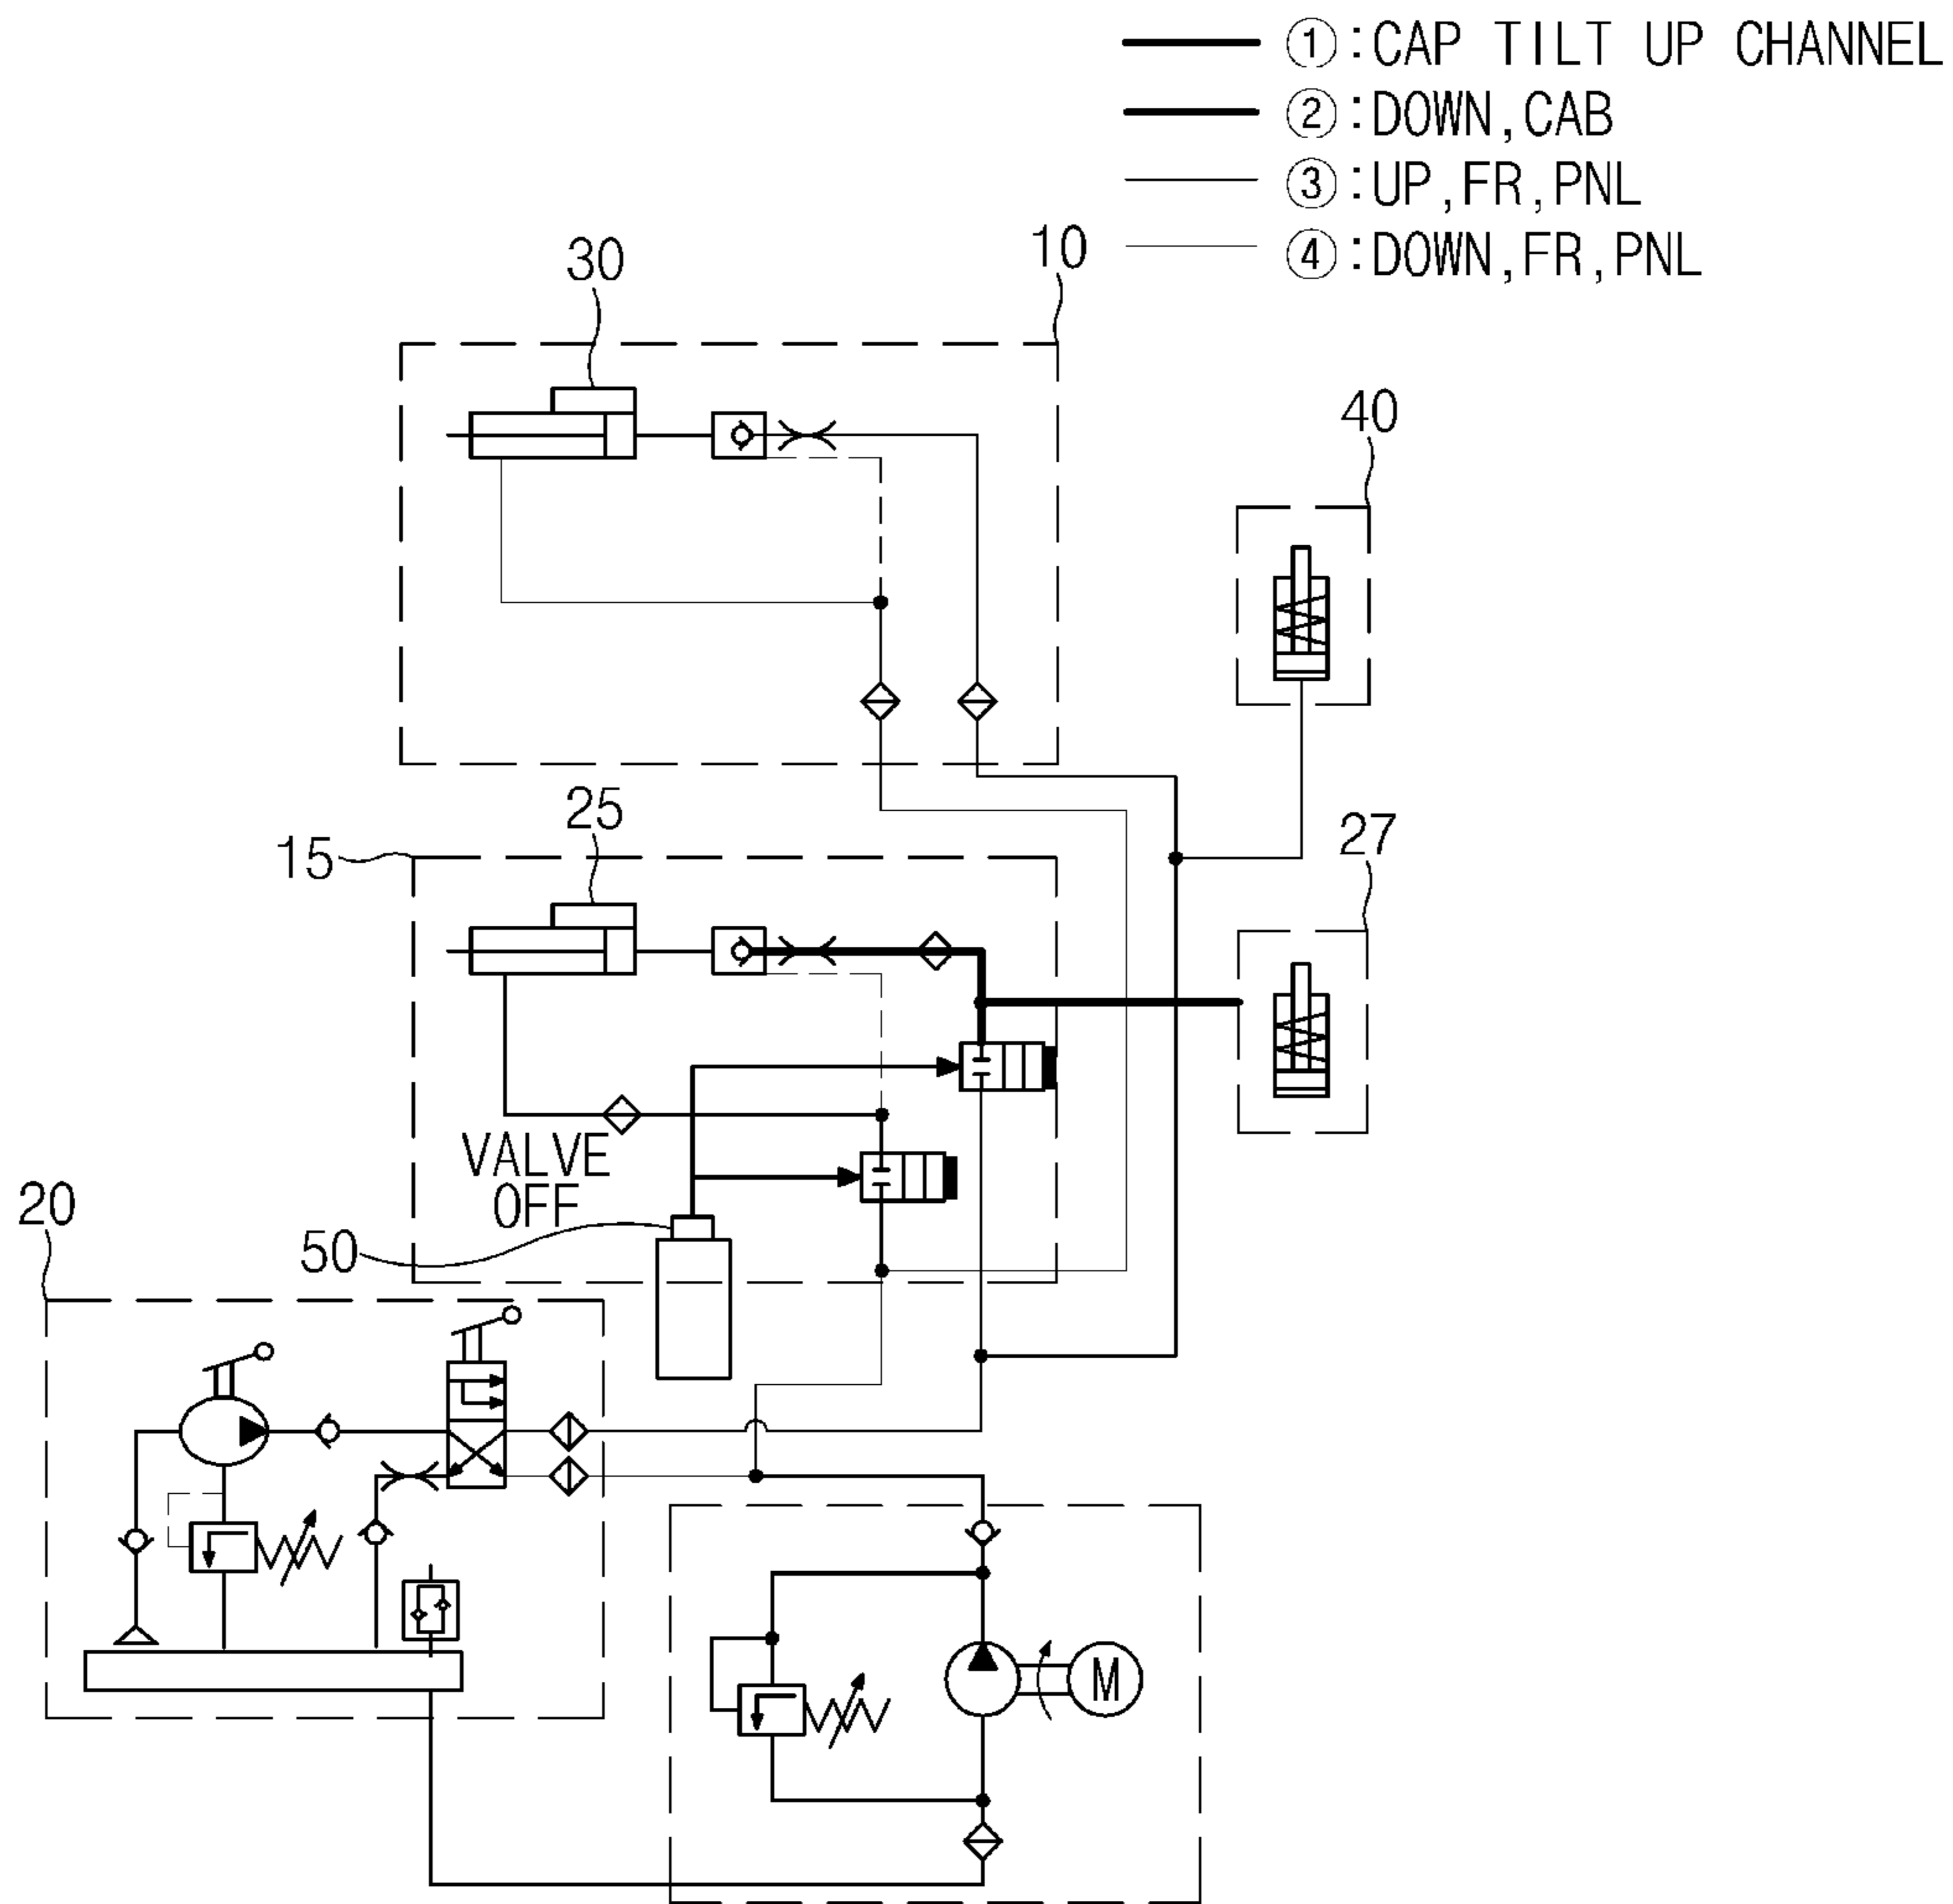 ①:CAP TILT UP CHANNEL
②:DOWN,CAB
③:UP,FR,PNL
④:DOWN,FR,PNL
10
30
40
25
27
15
VALVE
OFF
20
50
M